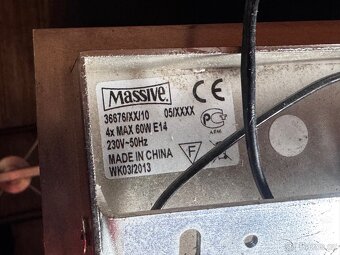 MASSIVE
36676/XX/10 05/XXXX
4x MAX 60W E14
230V~50Hz
MADE IN CHINA
WK03/2013
CE
F